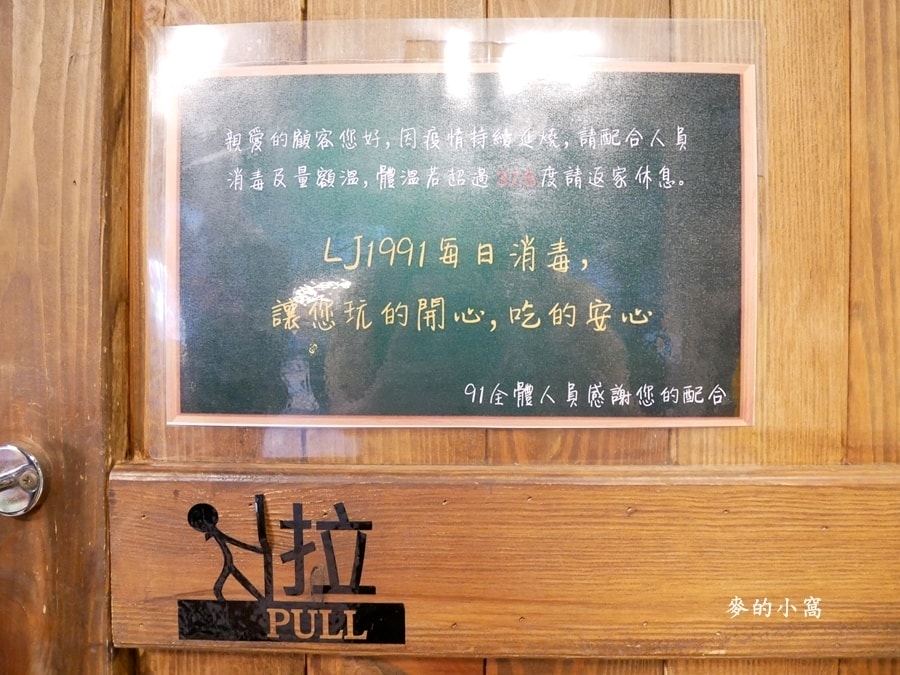 親愛的顧客您好,因疫情持續延燒,請配合人員
消毒及量額溫,體溫若超過 度請返家休息。
LJ1991每日消毒,
讓您玩的開心,吃的安心
91全體人員感謝您的配合
拉
PULL
麥的小窩